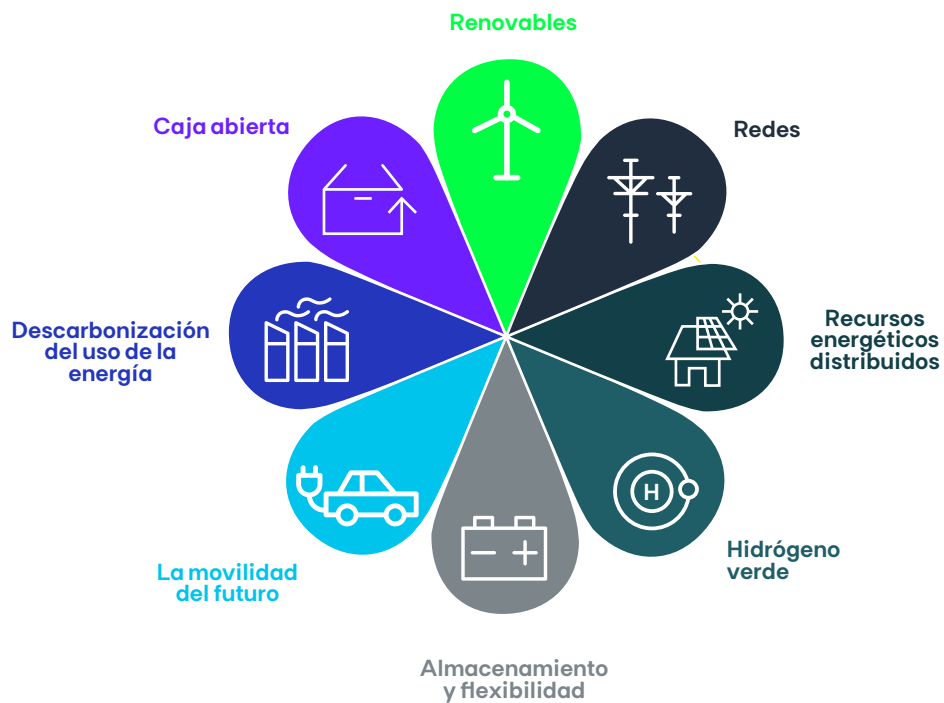 Renovables
Caja abierta
Redes
Descarbonización
del uso de la
energía
Recursos
energéticos
distribuidos
H
Hidrógeno
verde
La movilidad
del futuro
Almacenamiento
y flexibilidad